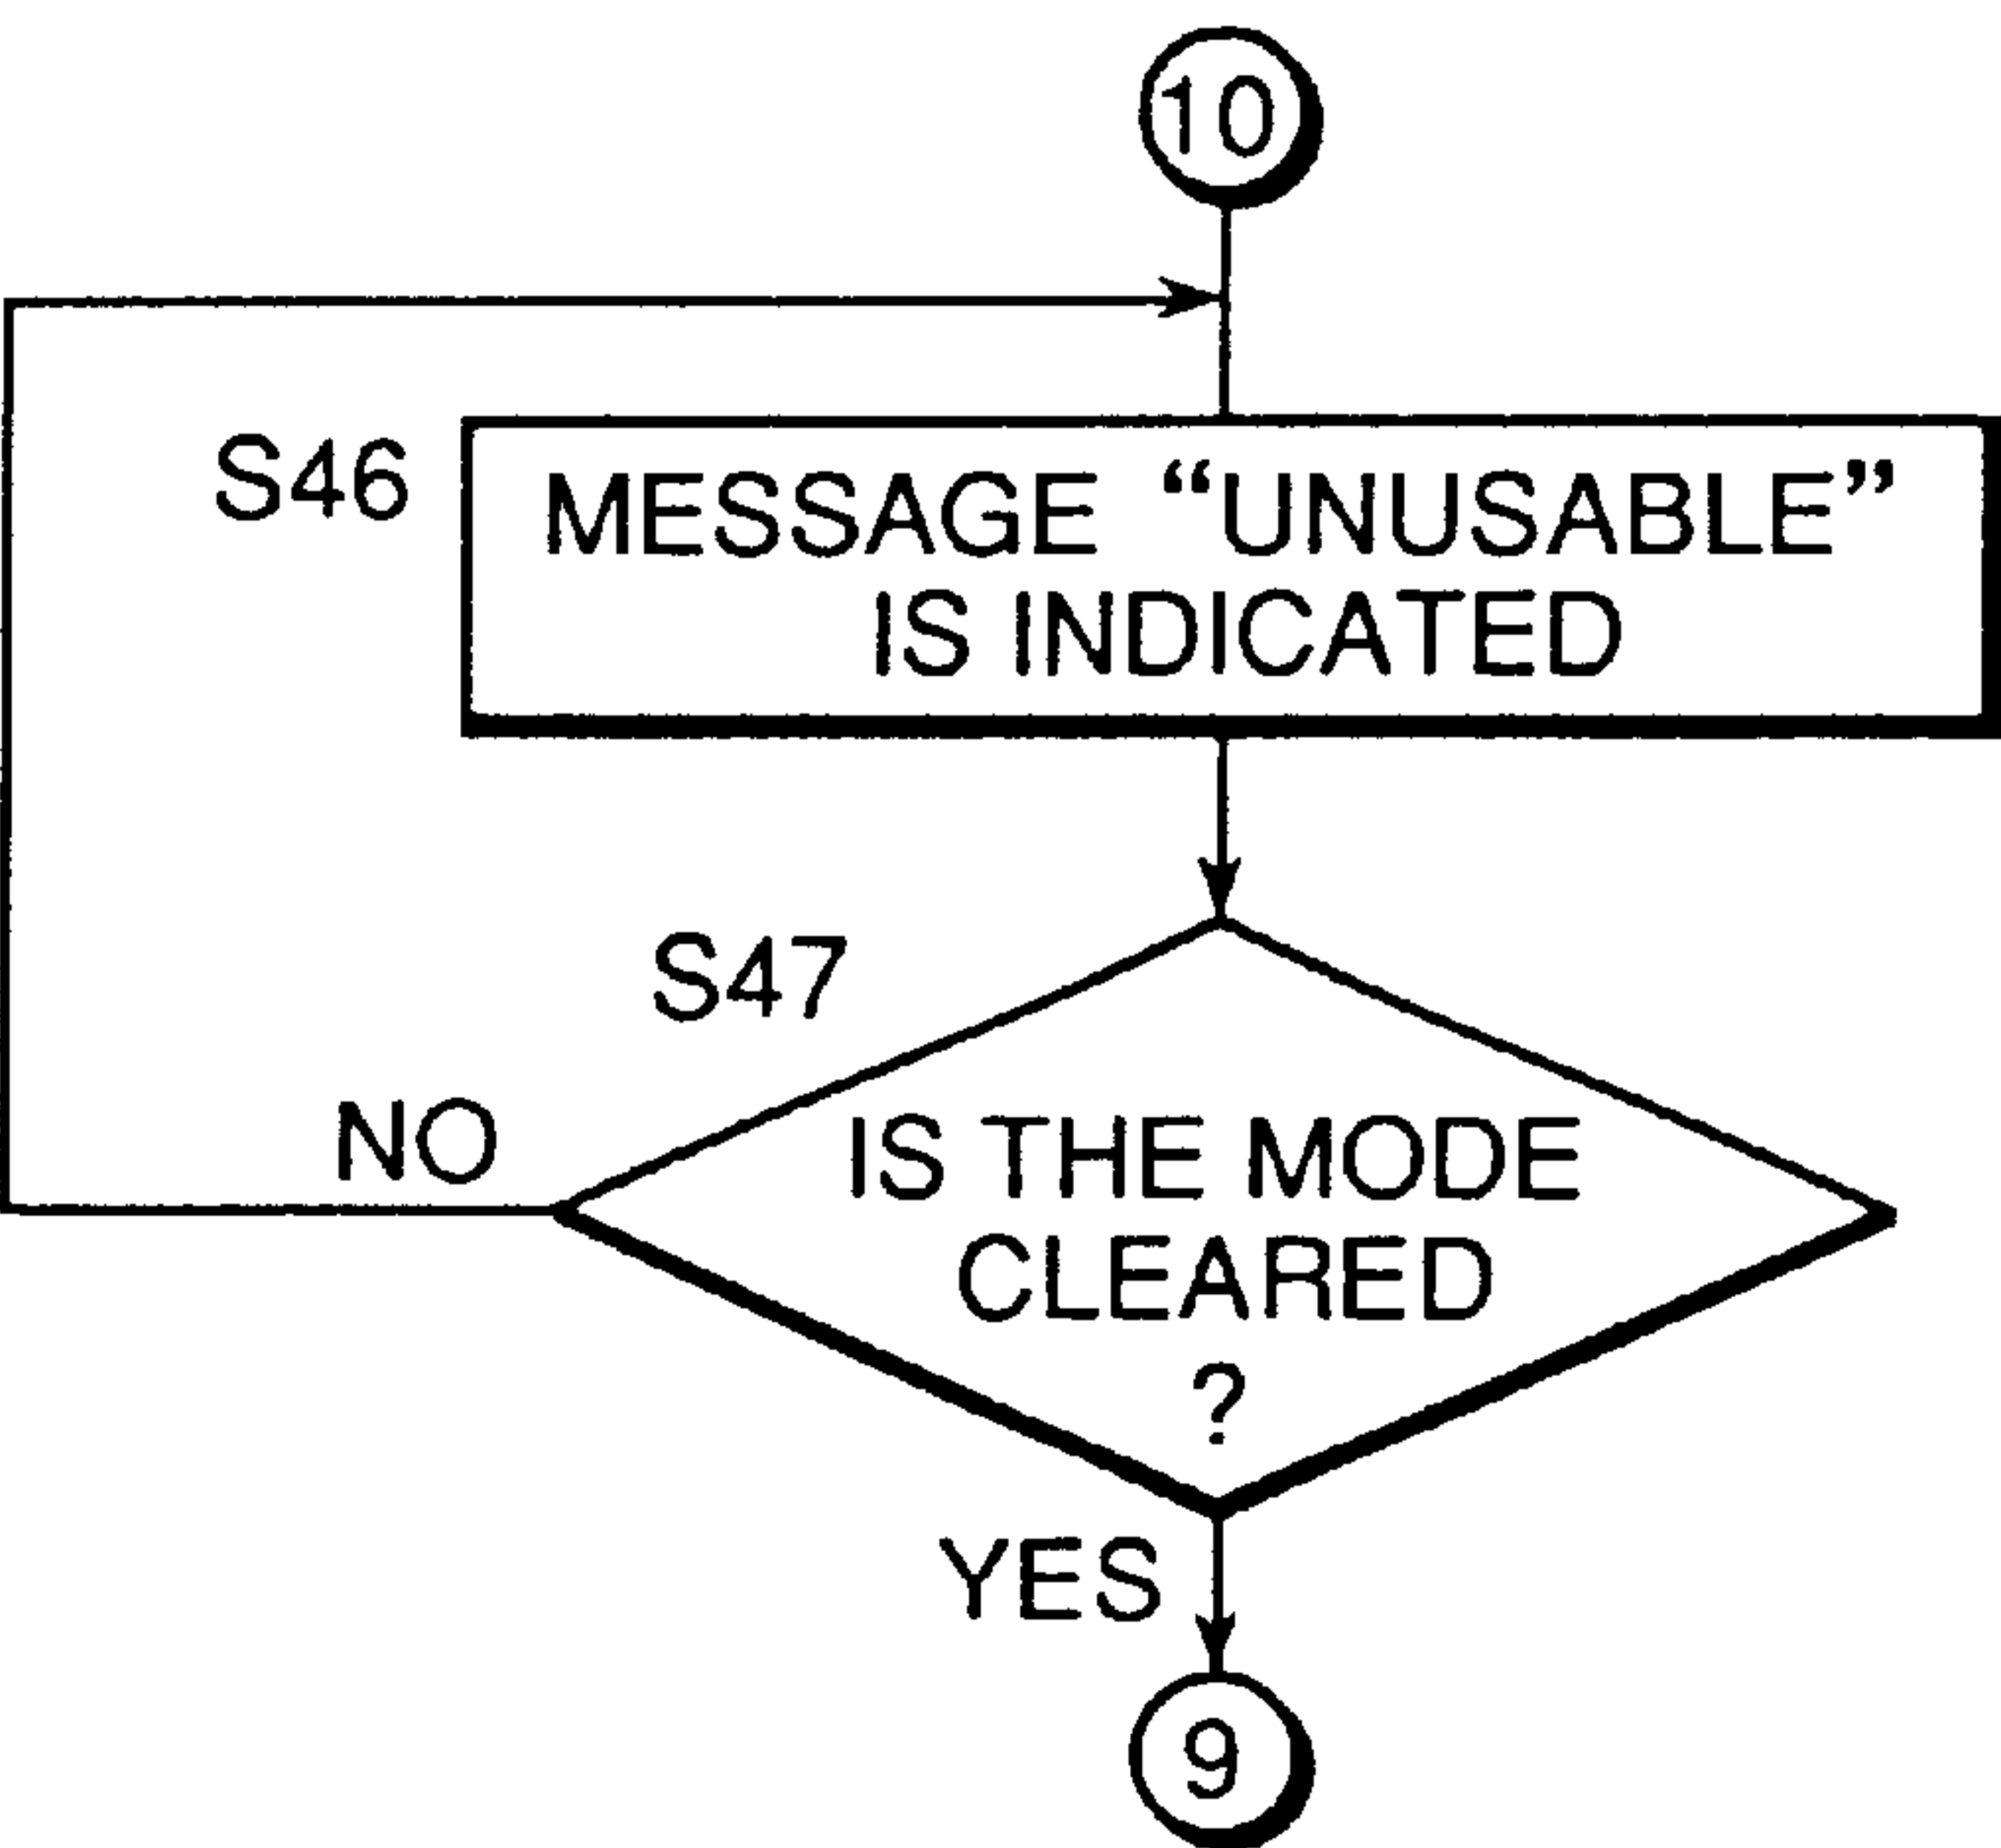 10
S46
MESSAGE “UNUSABLE”
IS INDICATED
S47
NO
IS THE MODE
CLEARED
?
YES
9